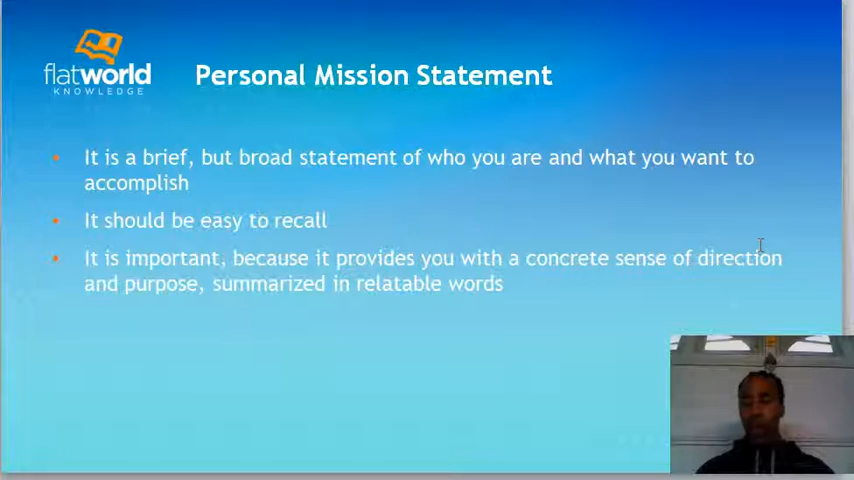 flatworld
KNOWLEDGE
Personal Mission Statement
It is a brief, but broad statement of who you are and what you want to
accomplish
It should be easy to recall
It is important, because it provides you with a concrete sense of direction
and purpose, summarized in relatable words